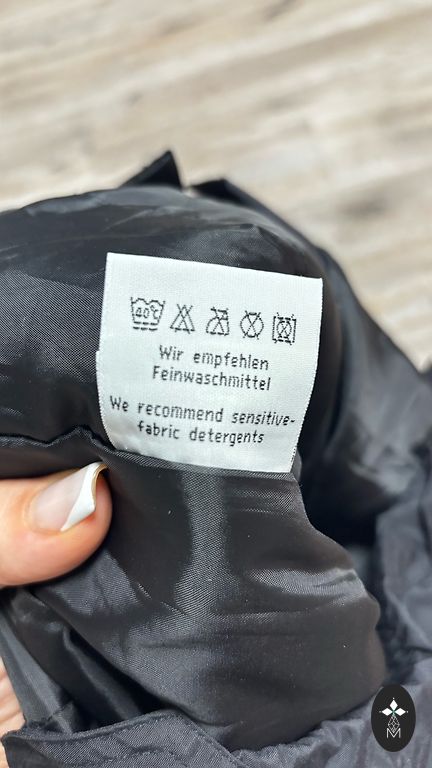 40°C
Wir empfehlen
Feinwaschmittel
We recommend sensitive-
fabric detergents